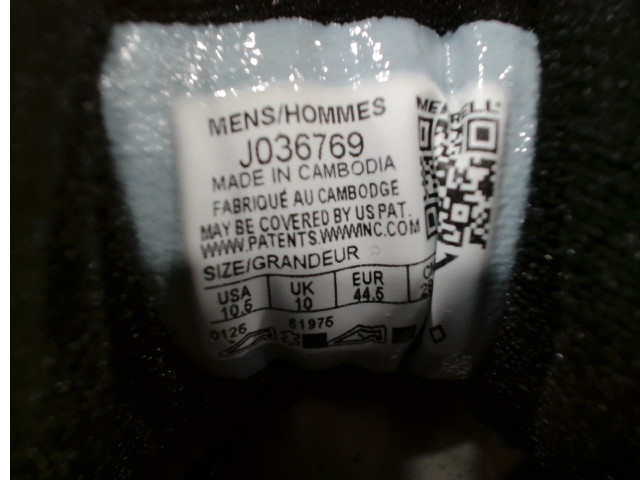 MENS/HOMMES
J036769
MADE IN CAMBODIA
FABRIQUÉ AU CAMBODGE
MAY BE COVERED BY US PAT.
WWW.PATENTS.WWWINC.COM
SIZE/GRANDEUR
USA UK EUR
10.5 10 44.5
0125 61975